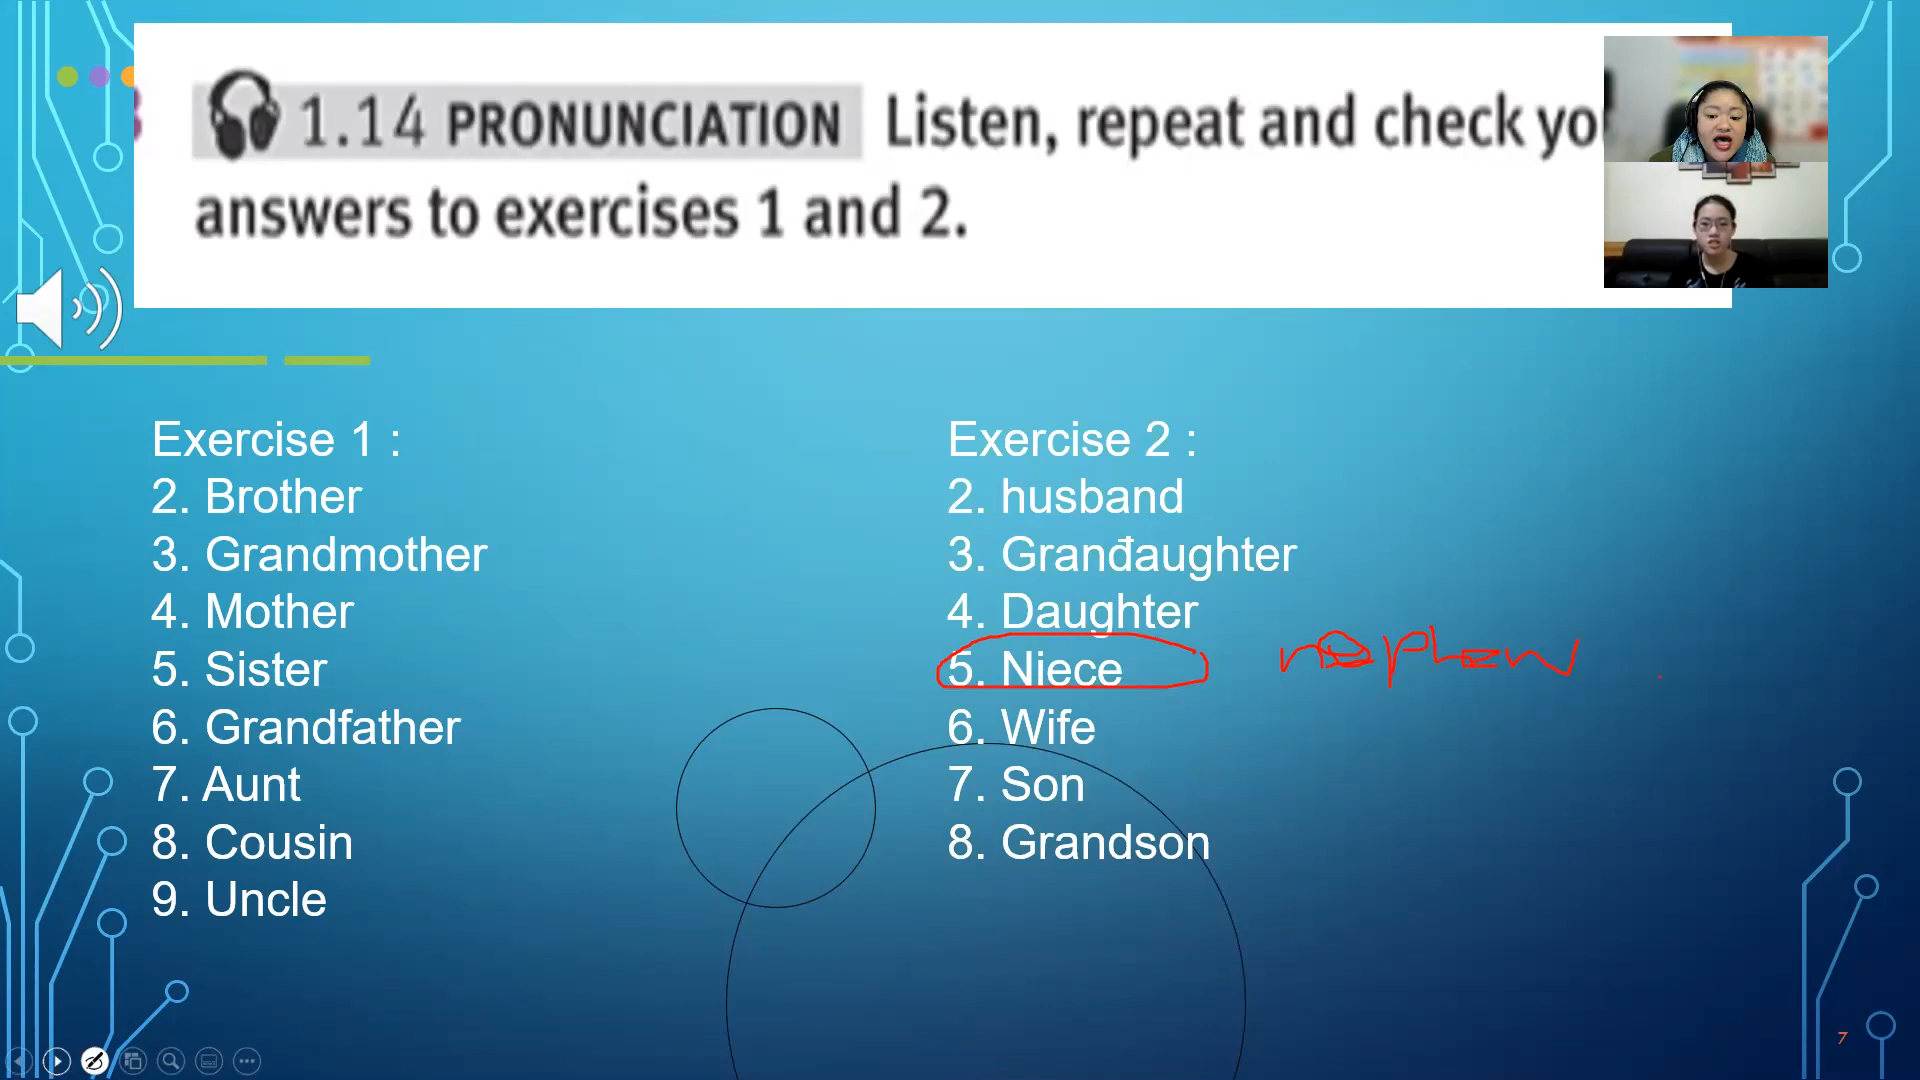 1.14 PRONUNCIATION Listen, repeat and check yo
answers to exercises 1 and 2.
Exercise 1 :
2. Brother
3. Grandmother
4. Mother
5. Sister
6. Grandfather
7. Aunt
8. Cousin
9. Uncle
Exercise 2 :
2. husband
3. Grandaughter
4. Daughter
5. Niece nephew
6. Wife
7. Son
8. Grandson
7